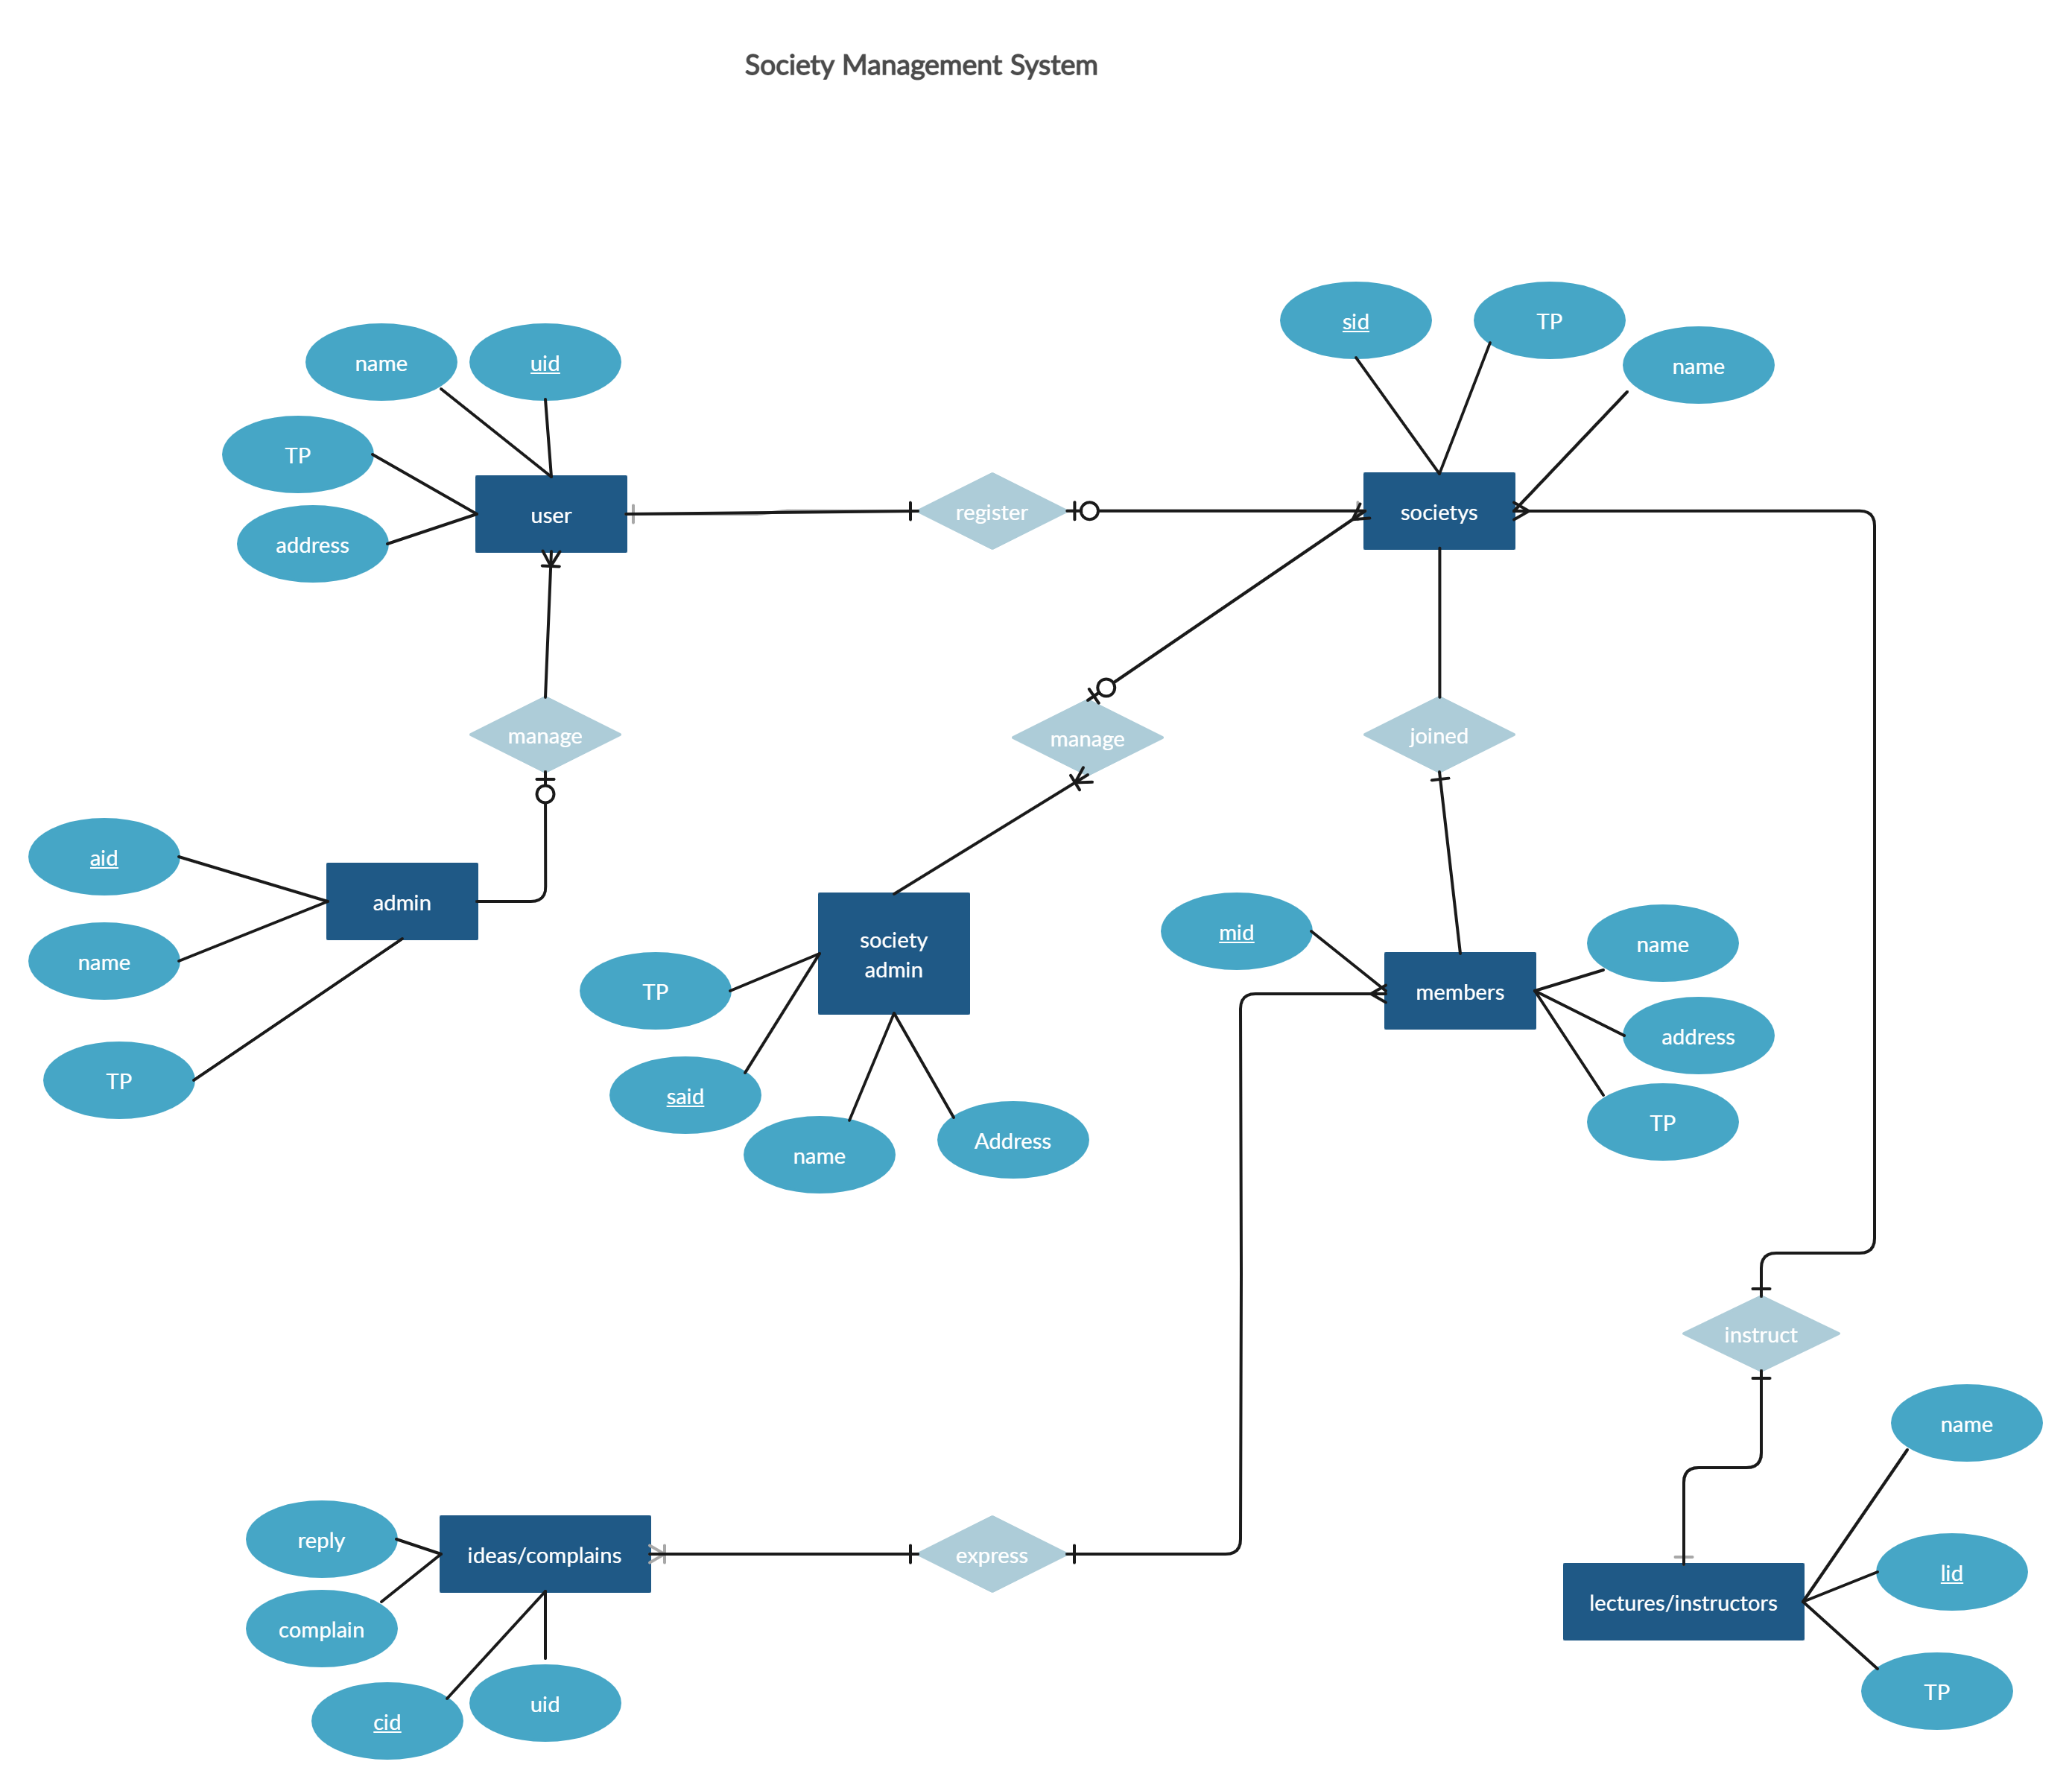 Society Management System
sid
TP
name
name
uid
TP
address
user
register
societys
manage
manage
joined
aid
admin
name
TP
society
admin
TP
said
name
Address
mid
members
name
address
TP
instruct
name
lid
lectures/instructors
TP
reply
ideas/complains
express
complain
cid
uid